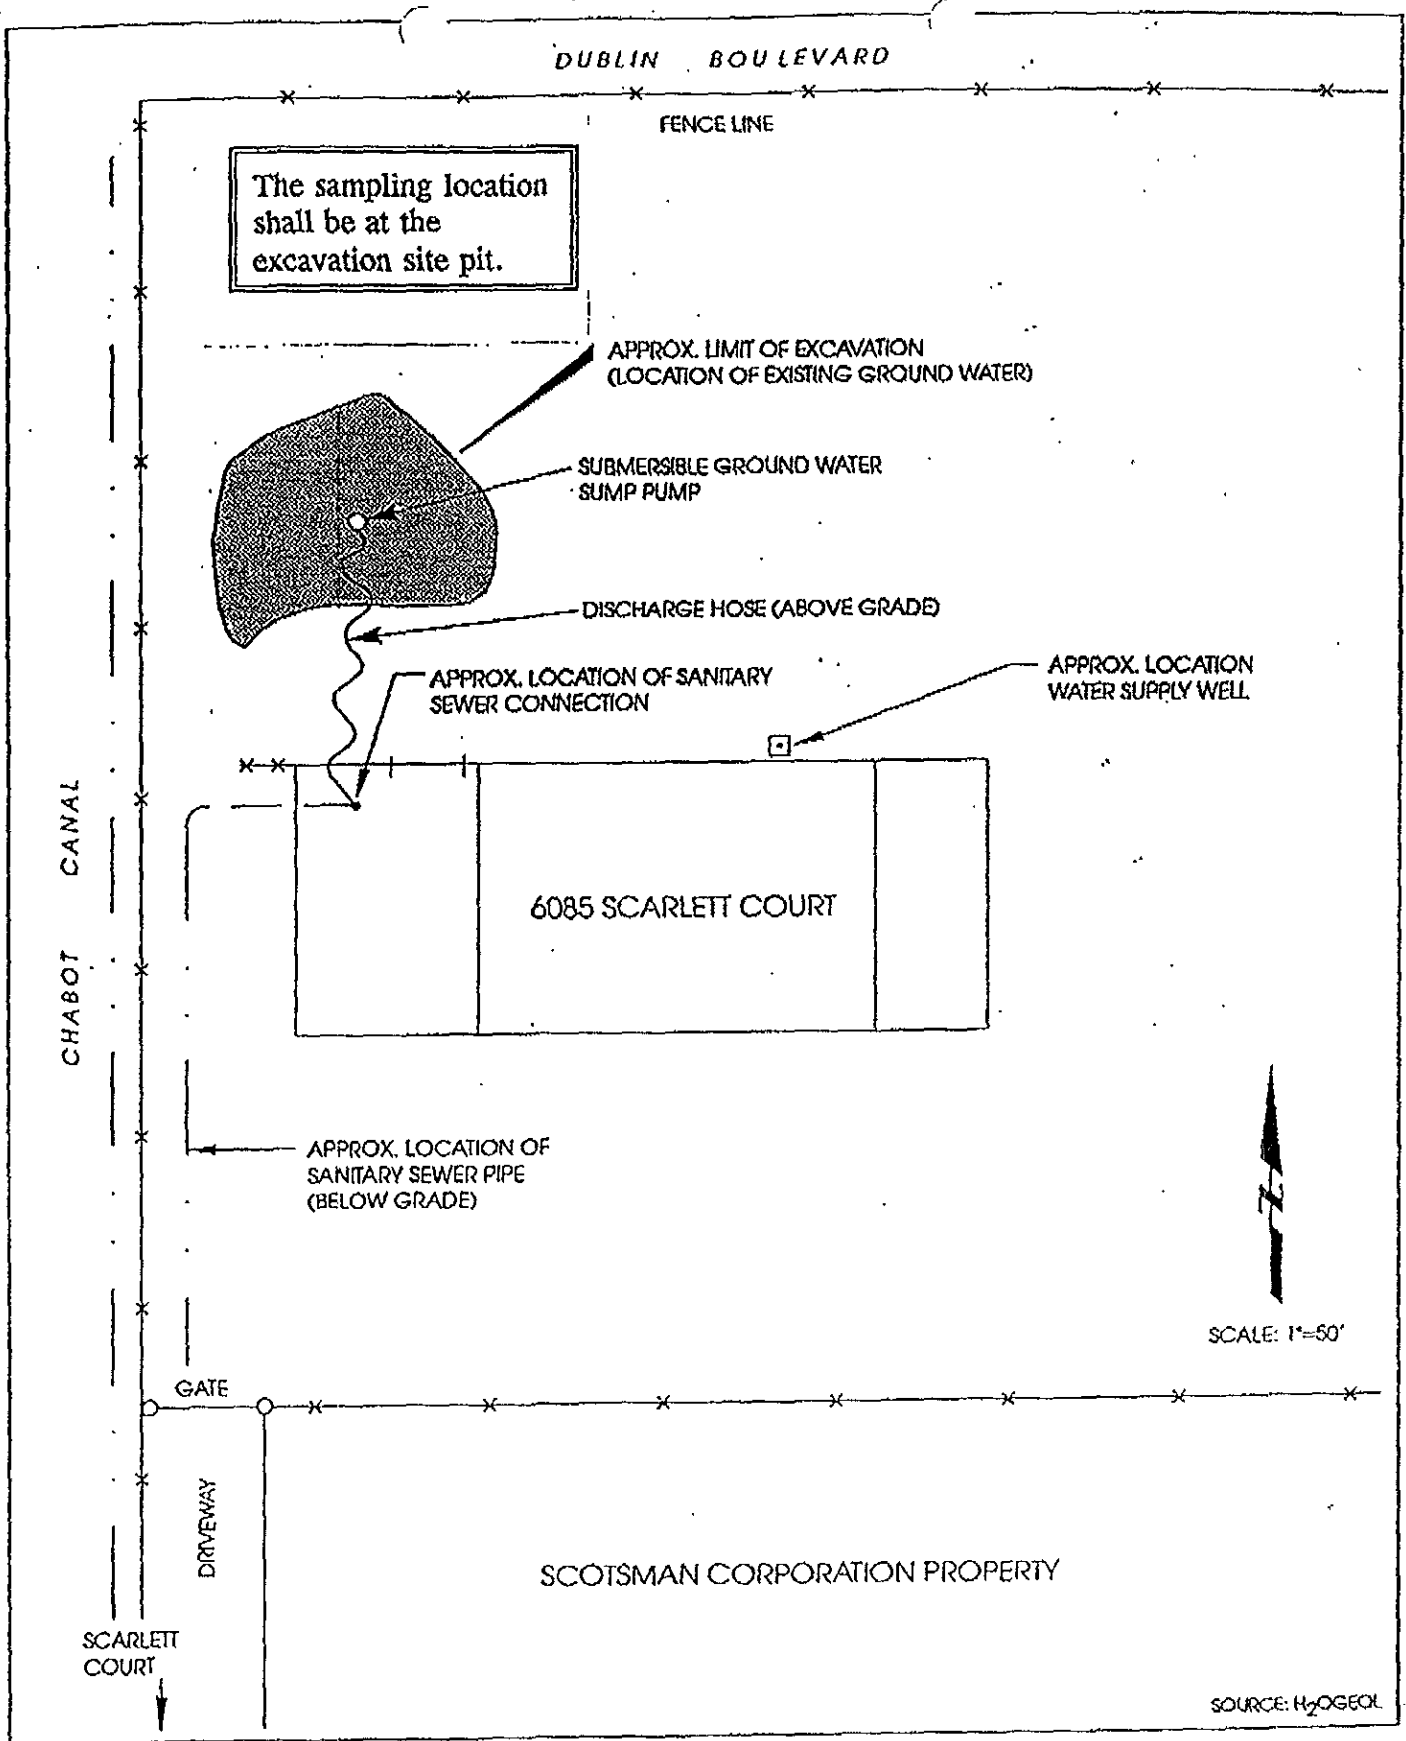 DUBLIN BOULEVARD
FENCE LINE
The sampling location
shall be at the
excavation site pit.
APPROX. LIMIT OF EXCAVATION
(LOCATION OF EXISTING GROUND WATER)
SUBMERSIBLE GROUND WATER
SUMP PUMP
DISCHARGE HOSE (ABOVE GRADE)
APPROX. LOCATION OF SANITARY
SEWER CONNECTION
APPROX. LOCATION
WATER SUPPLY WELL
CHABOT CANAL
6085 SCARLETT COURT
APPROX. LOCATION OF
SANITARY SEWER PIPE
(BELOW GRADE)
Z
SCALE: 1"=50'
GATE
DRIVEWAY
SCOTSMAN CORPORATION PROPERTY
SCARLETT
COURT
SOURCE: H₂OGEOL